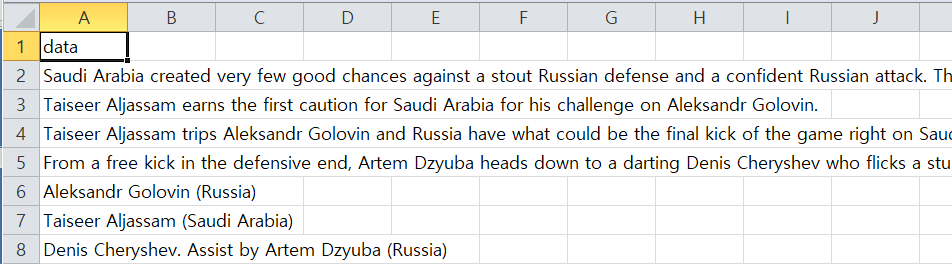 A B C D E F G H I J
1 data
2 Saudi Arabia created very few good chances against a stout Russian defense and a confident Russian attack. Th
3 Taiseer Aljassam earns the first caution for Saudi Arabia for his challenge on Aleksandr Golovin.
4 Taiseer Aljassam trips Aleksandr Golovin and Russia have what could be the final kick of the game right on Saud
5 From a free kick in the defensive end, Artem Dzyuba heads down to a darting Denis Cheryshev who flicks a stu
6 Aleksandr Golovin (Russia)
7 Taiseer Aljassam (Saudi Arabia)
8 Denis Cheryshev. Assist by Artem Dzyuba (Russia)